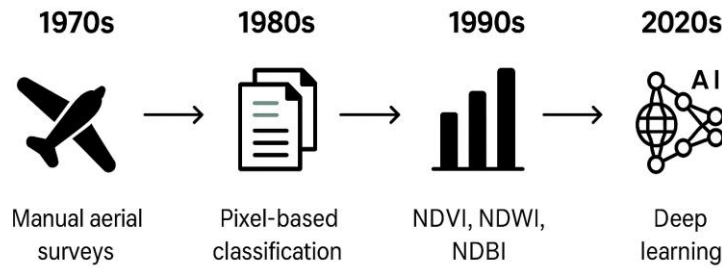 1970s
1980s
1990s
2020s
AI
Manual aerial
surveys
Pixel-based
classification
NDVI, NDWI,
NDBI
Deep
learning